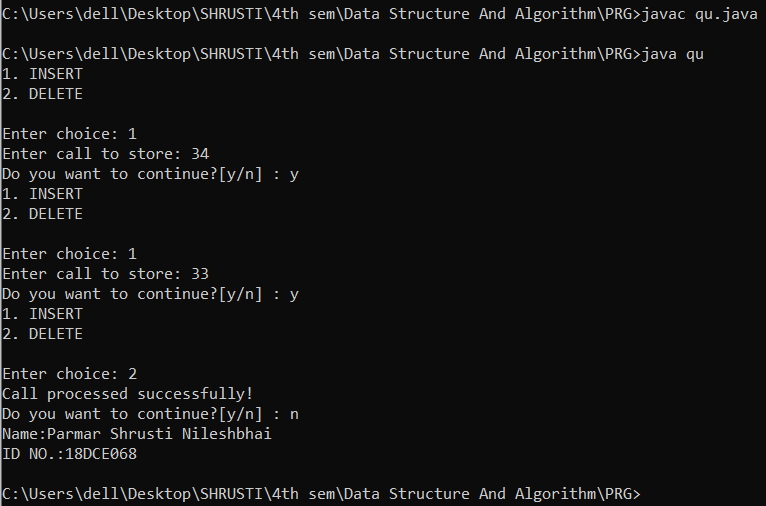 C:\Users\dell\Desktop\SHRUSTI\4th sem\Data Structure And Algorithm\PRG>javac qu.java
C:\Users\dell\Desktop\SHRUSTI\4th sem\Data Structure And Algorithm\PRG>java qu
1. INSERT
2. DELETE
Enter choice: 1
Enter call to store: 34
Do you want to continue?[y/n] : y
1. INSERT
2. DELETE
Enter choice: 1
Enter call to store: 33
Do you want to continue?[y/n] : y
1. INSERT
2. DELETE
Enter choice: 2
Call processed successfully!
Do you want to continue?[y/n] : n
Name:Parmar Shrusti Nileshbhai
ID NO.:18DCE068
C:\Users\dell\Desktop\SHRUSTI\4th sem\Data Structure And Algorithm\PRG>